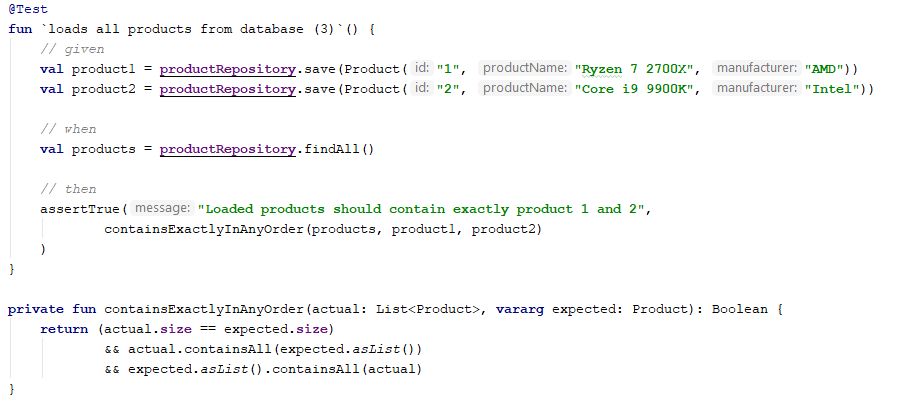 @Test
fun `loads all products from database (3)`() {
// given
val product1 = productRepository.save(Product( id: "1", productName: "Ryzen 7 2700X", manufacturer: "AMD"))
val product2 = productRepository.save(Product( id: "2", productName: "Core i9 9900K", manufacturer: "Intel"))
// when
val products = productRepository.findAll()
// then
assertTrue( message: "Loaded products should contain exactly product 1 and 2",
containsExactlyInAnyOrder(products, product1, product2)
)
}
private fun containsExactlyInAnyOrder(actual: List<Product>, vararg expected: Product): Boolean {
return (actual.size == expected.size)
&& actual.containsAll(expected.asList())
&& expected.asList().containsAll(actual)
}